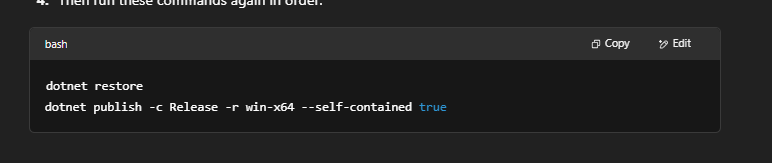 4. Then run these commands again in order:
bash
Copy
Edit
dotnet restore
dotnet publish -c Release -r win-x64 --self-contained true